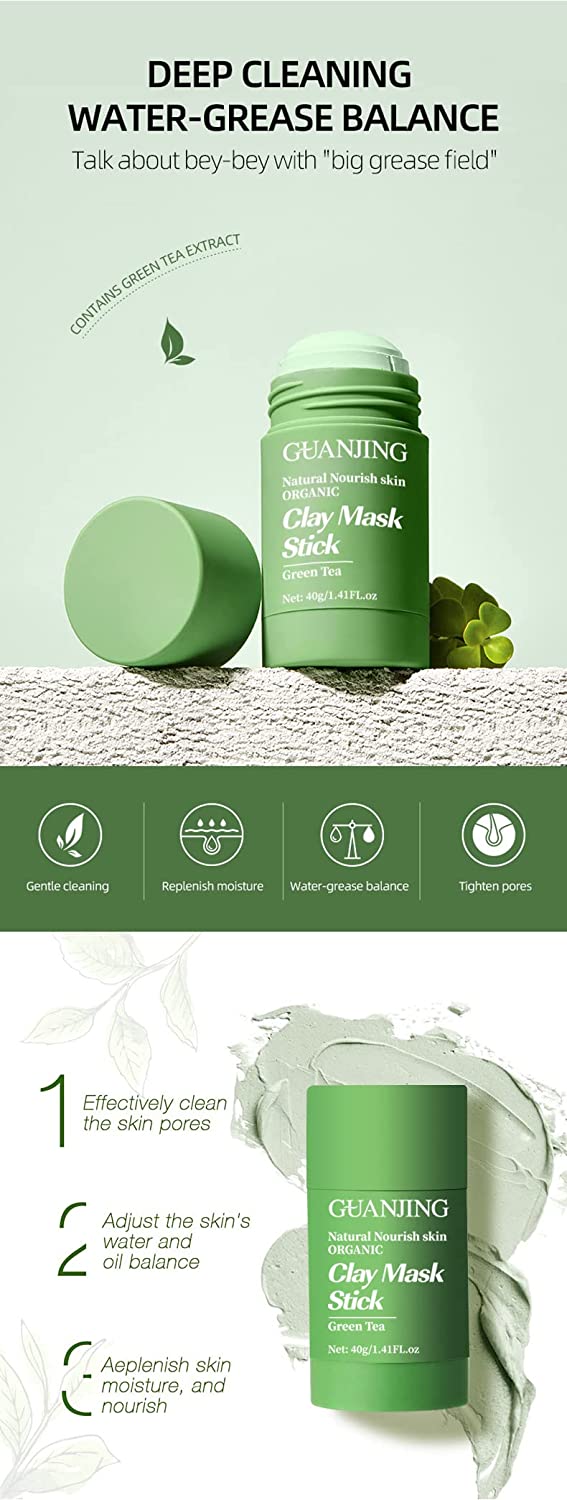 DEEP CLEANING
WATER-GREASE BALANCE
Talk about bey-bey with "big grease field"
CONTAINS GREEN TEA EXTRACT
GUANJING
Natural Nourish skin
ORGANIC
Clay Mask
Stick
Green Tea
Net: 40g/1.41FL.oz
Gentle cleaning
Replenish moisture
Water-grease balance
Tighten pores
1
Effectively clean
the skin pores
2
Adjust the skin's
water and
oil balance
3
Aeplenish skin
moisture, and
nourish
GUANJING
Natural Nourish skin
ORGANIC
Clay Mask
Stick
Green Tea
Net: 40g/1.41FL.oz